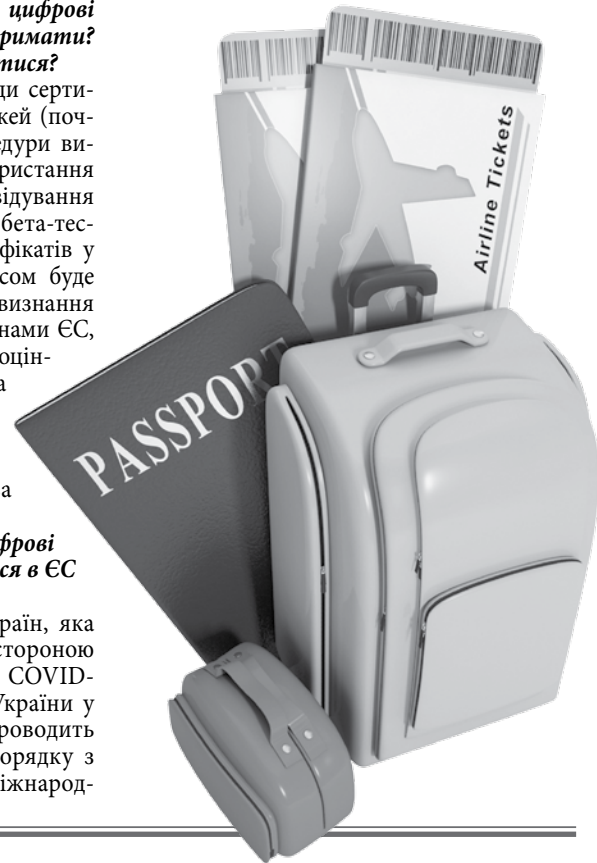 цифрові
римати?
тися?
ди серти-
жей (поч-
едури ви-
ристання
відування
бета-тес-
фікатів у
сом буде
визнання
нами ЄС,
оцін-
а
а
фрові
ся в ЄС
раїн, яка
стороною
COVID-
України у
роводить
орядку з
іжнарод-
Airline Tickets
PASSPORT